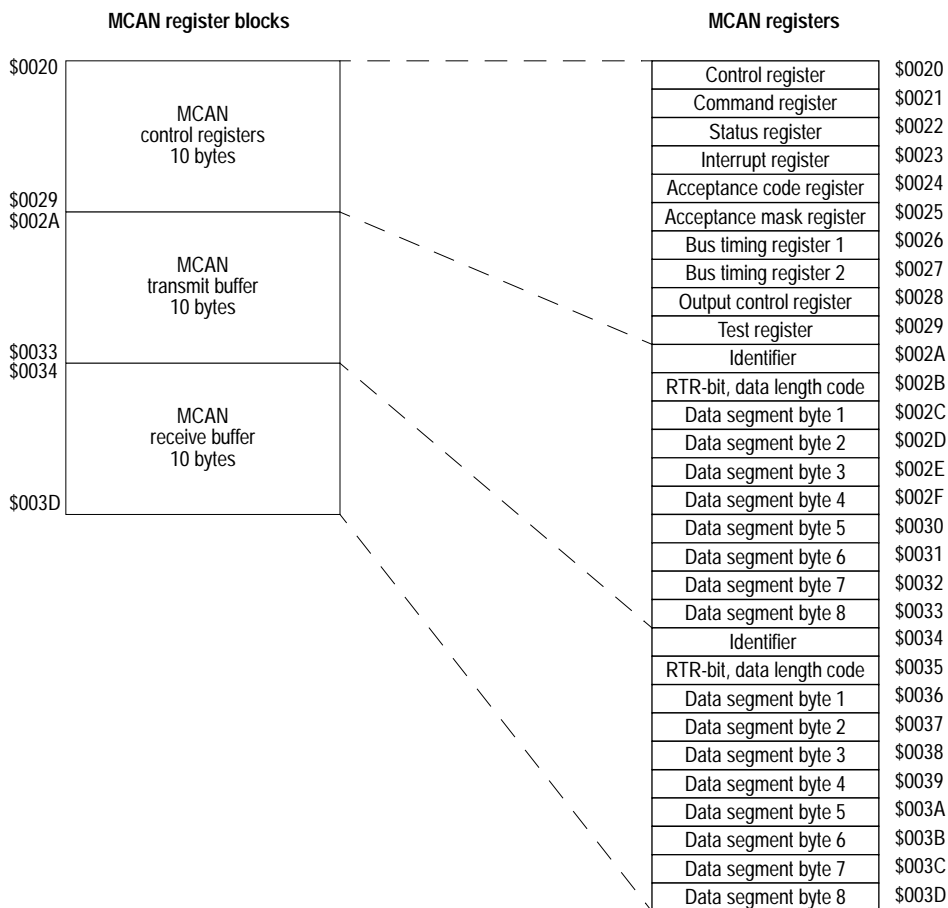 MCAN register blocks
$0020
MCAN
control registers
10 bytes
$0029
$002A
MCAN
transmit buffer
10 bytes
$0033
$0034
MCAN
receive buffer
10 bytes
$003D
MCAN registers
Control register $0020
Command register $0021
Status register $0022
Interrupt register $0023
Acceptance code register $0024
Acceptance mask register $0025
Bus timing register 1 $0026
Bus timing register 2 $0027
Output control register $0028
Test register $0029
Identifier $002A
RTR-bit, data length code $002B
Data segment byte 1 $002C
Data segment byte 2 $002D
Data segment byte 3 $002E
Data segment byte 4 $002F
Data segment byte 5 $0030
Data segment byte 6 $0031
Data segment byte 7 $0032
Data segment byte 8 $0033
Identifier $0034
RTR-bit, data length code $0035
Data segment byte 1 $0036
Data segment byte 2 $0037
Data segment byte 3 $0038
Data segment byte 4 $0039
Data segment byte 5 $003A
Data segment byte 6 $003B
Data segment byte 7 $003C
Data segment byte 8 $003D